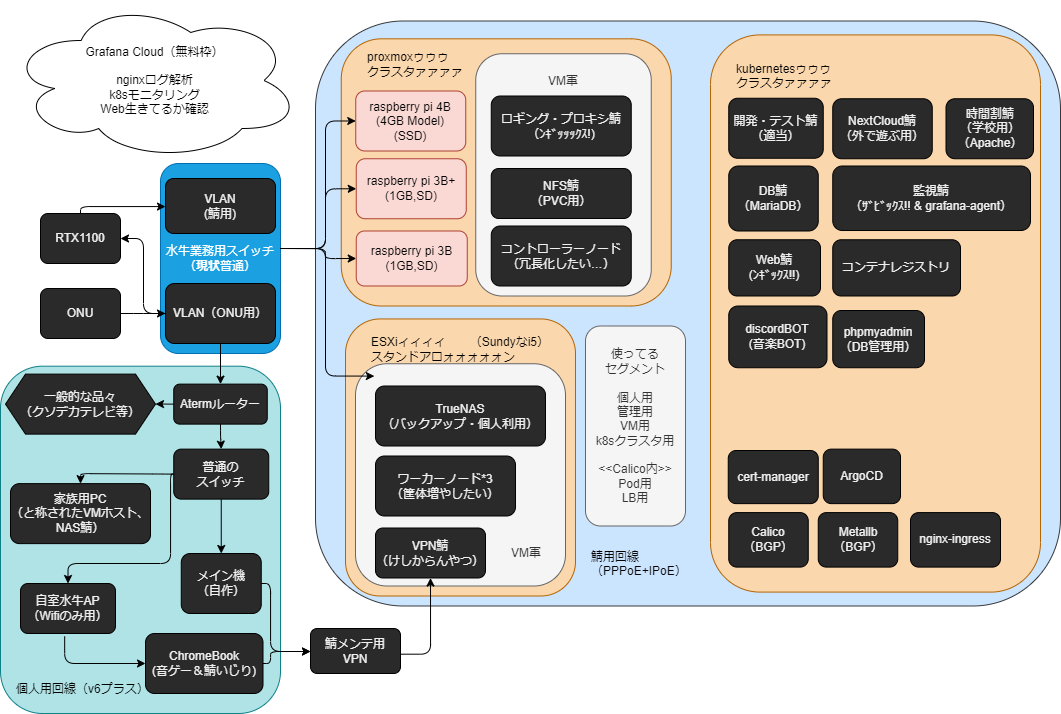 Grafana Cloud（無料枠）
nginxログ解析
k8sモニタリング
Web生きてるか確認
VLAN
(鯖用)
水牛業務用スイッチ
（現状普通）
VLAN（ONU用）
RTX1100
ONU
一般的な品々
（クソデカテレビ等）
Atermルーター
普通の
スイッチ
家族用PC
（と称されたVMホスト、
NAS鯖）
メイン機
（自作）
自室水牛AP
（Wifiのみ用）
ChromeBook
(音ゲー＆鯖いじり)
個人用回線（v6プラス）
鯖メンテ用
VPN
proxmoxゥゥゥ
クラスタァァァァ
raspberry pi 4B
(4GB Model)
(SSD)
raspberry pi 3B+
(1GB,SD)
raspberry pi 3B
(1GB,SD)
VM軍
ロギング・プロキシ鯖
(ﾝｷﾞｯｯｯｸｽ!)
NFS鯖
(PVC用)
コントローラーノード
（冗長化したい...）
ESXiィィィィ　　（Sundyなi5）
スタンドアロォォォォォン
TrueNAS
（バックアップ・個人利用）
ワーカーノード*3
（筐体増やしたい）
VPN鯖
（けしからんやつ）
VM軍
使ってる
セグメント
個人用
管理用
VM用
k8sクラスタ用
<<Calico内>>
Pod用
LB用
鯖用回線
（PPPoE+IPoE）
kubernetesゥゥゥ
クラスタァァァァ
開発・テスト鯖
（適当）
NextCloud鯖
（外で遊ぶ用）
時間割鯖
（学校用）
（Apache）
DB鯖
（MariaDB）
監視鯖
（ｻﾞﾋﾞｯｸｽ!! & grafana-agent）
Web鯖
（ﾝｷﾞｯｸｽ!!）
コンテナレジストリ
discordBOT
(音楽BOT)
phpmyadmin
（DB管理用）
cert-manager
ArgoCD
Calico
（BGP）
Metallb
（BGP）
nginx-ingress